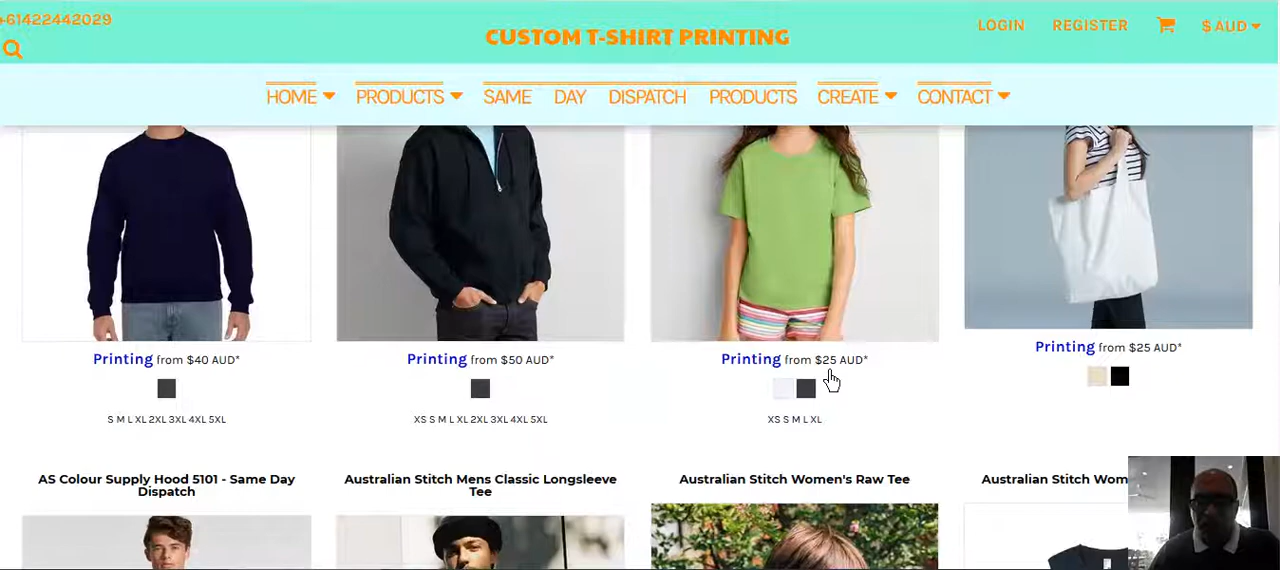 +61422442029
CUSTOM T-SHIRT PRINTING
LOGIN REGISTER $ AUD
HOME PRODUCTS SAME DAY DISPATCH PRODUCTS CREATE CONTACT
Printing from $40 AUD*
S M L XL 2XL 3XL 4XL 5XL
Printing from $50 AUD*
XS S M L XL 2XL 3XL 4XL 5XL
Printing from $25 AUD*
XS S M L XL
Printing from $25 AUD*
AS Colour Supply Hood 5101 - Same Day
Dispatch
Australian Stitch Mens Classic Longsleeve
Tee
Australian Stitch Women's Raw Tee
Australian Stitch Wom